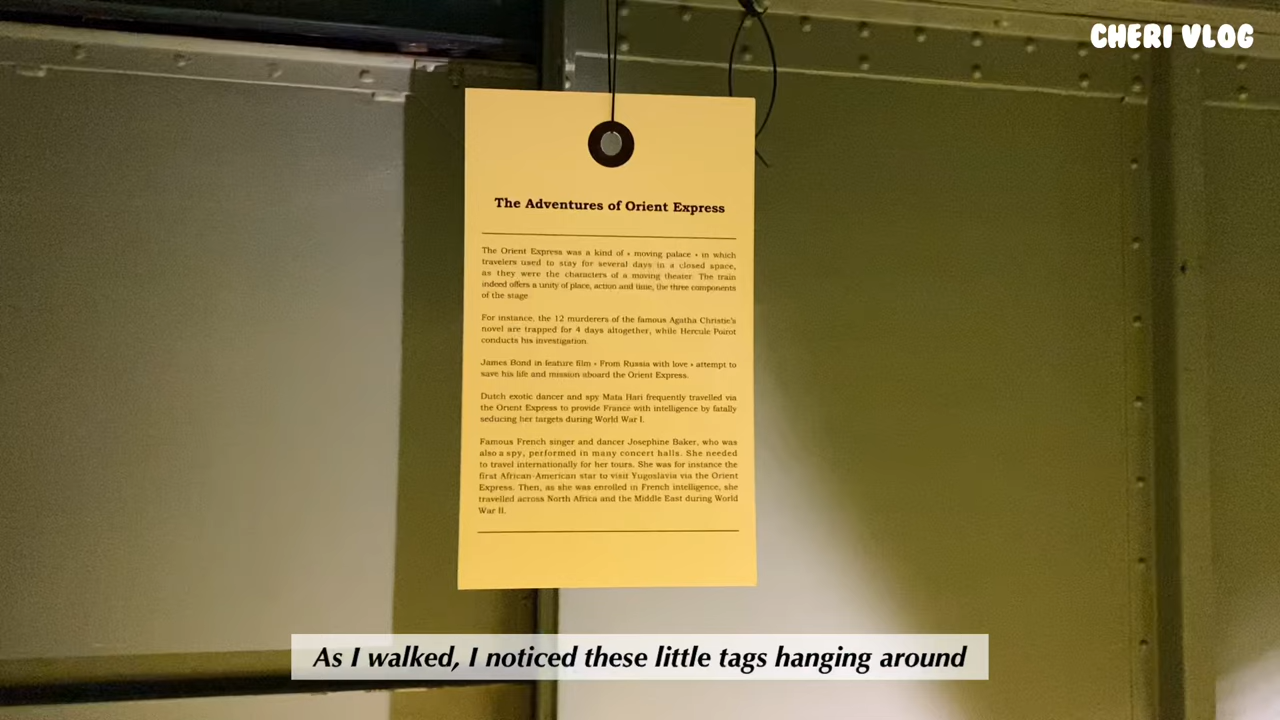 CHERI VLOG
The Adventures of Orient Express
The Orient Express was a kind of « moving palace » in which
travelers used to stay for several days in a closed space,
as they were the characters of a moving theater. The train
indeed offers a unity of place, action and time, the three components
of the stage.
For instance, the 12 murderers of the famous Agatha Christie's
novel are trapped for 4 days altogether, while Hercule Poirot
conducts his investigation.
James Bond in feature film « From Russia with love » attempt to
save his life and mission aboard the Orient Express.
Dutch exotic dancer and spy Mata Hari frequently travelled via
the Orient Express to provide France with intelligence by fatally
seducing her targets during World War I.
Famous French singer and dancer Josephine Baker, who was
also a spy, performed in many concert halls. She needed
to travel internationally for her tours. She was for instance the
first African-American star to visit Yugoslavia via the Orient
Express. Then, as she was enrolled in French intelligence, she
travelled across North Africa and the Middle East during World
War II.
As I walked, I noticed these little tags hanging around